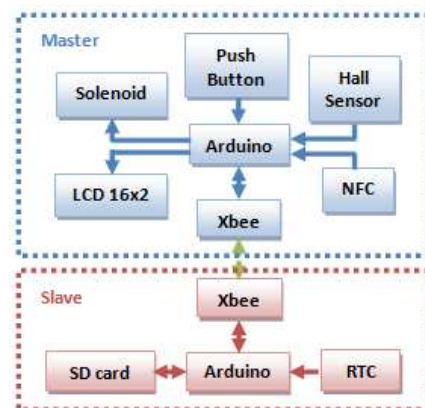 Master
Push
Button
Hall
Sensor
Solenoid
Arduino
LCD 16x2
NFC
Xbee
Slave
Xbee
SD card
Arduino
RTC